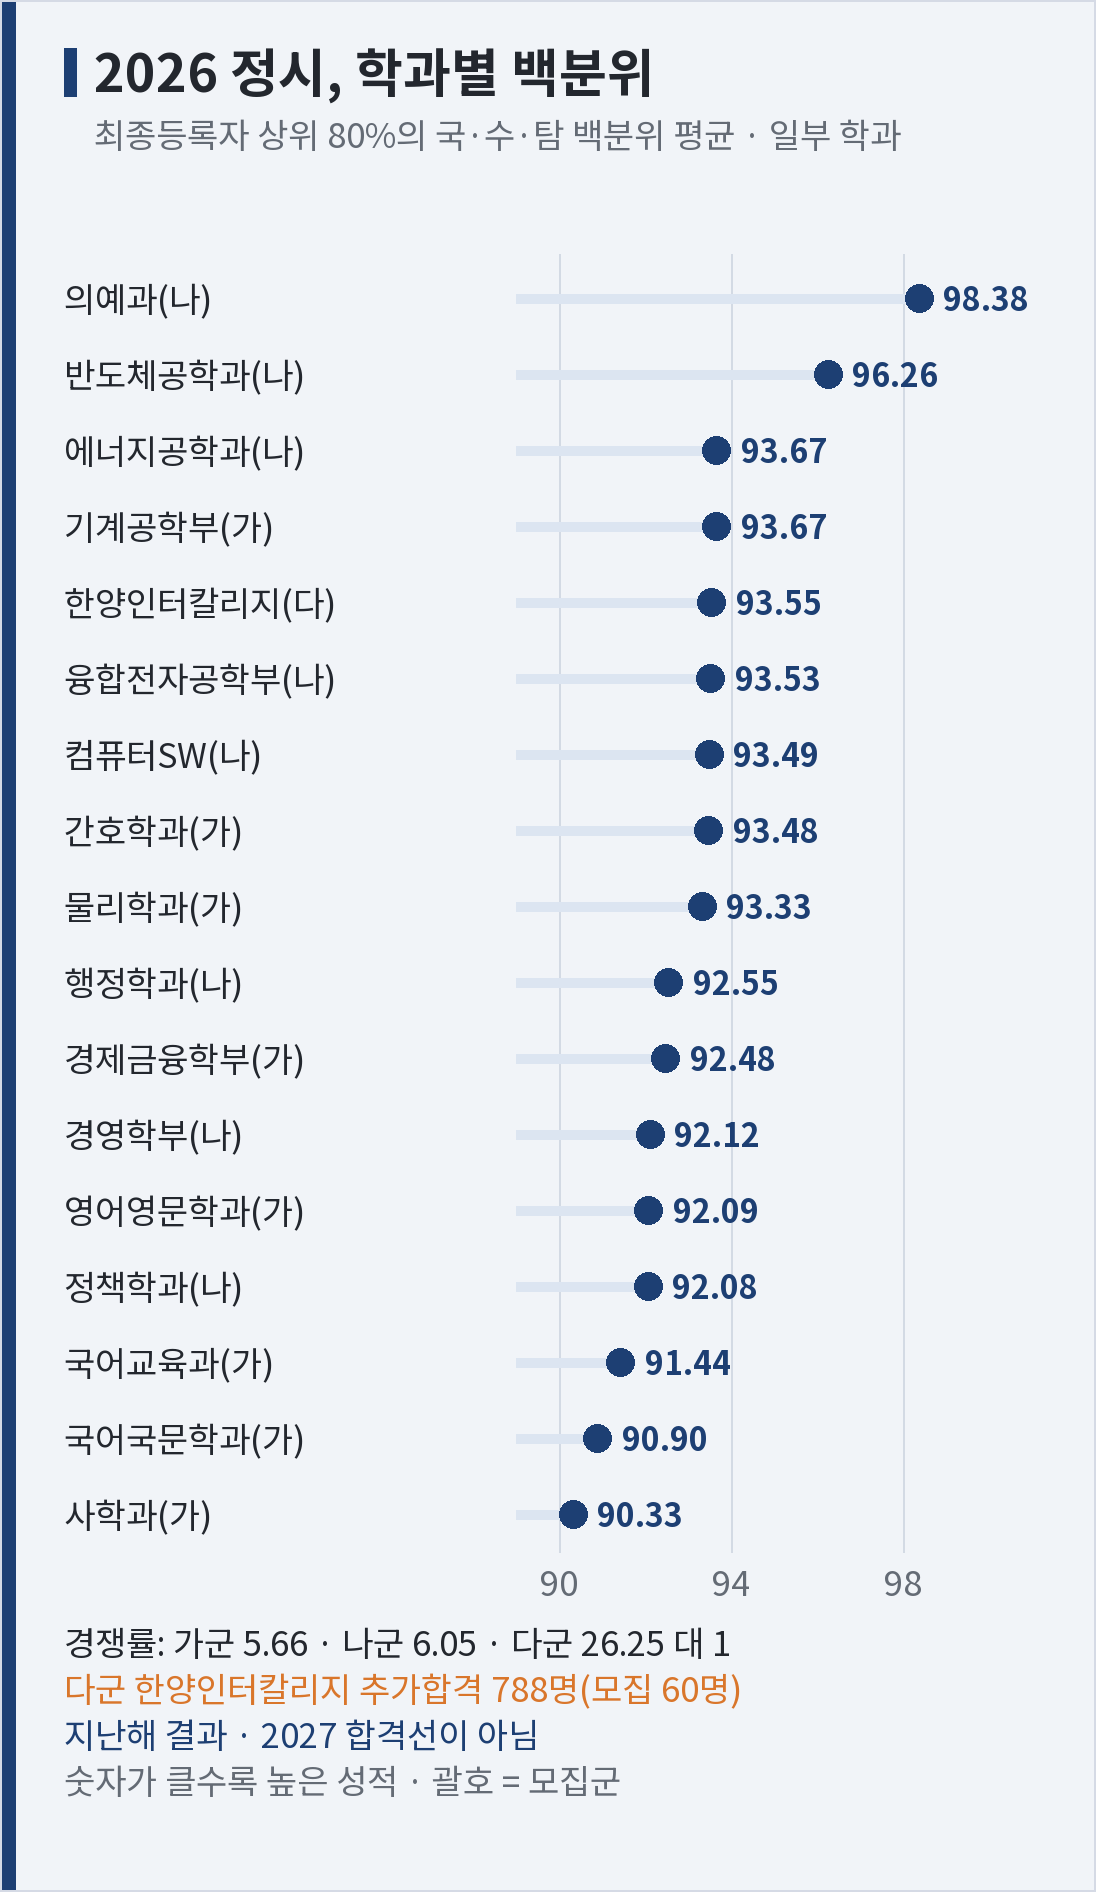 2026 정시, 학과별 백분위
최종등록자 상위 80%의 국·수·탐 백분위 평균 · 일부 학과
의예과(나) 98.38
반도체공학과(나) 96.26
에너지공학과(나) 93.67
기계공학부(가) 93.67
한양인터칼리지(다) 93.55
융합전자공학부(나) 93.53
컴퓨터SW(나) 93.49
간호학과(가) 93.48
물리학과(가) 93.33
행정학과(나) 92.55
경제금융학부(가) 92.48
경영학부(나) 92.12
영어영문학과(가) 92.09
정책학과(나) 92.08
국어교육과(가) 91.44
국어국문학과(가) 90.90
사학과(가) 90.33
90 94 98
경쟁률: 가군 5.66 · 나군 6.05 · 다군 26.25 대 1
다군 한양인터칼리지 추가합격 788명(모집 60명)
지난해 결과 · 2027 합격선이 아님
숫자가 클수록 높은 성적 · 괄호 = 모집군